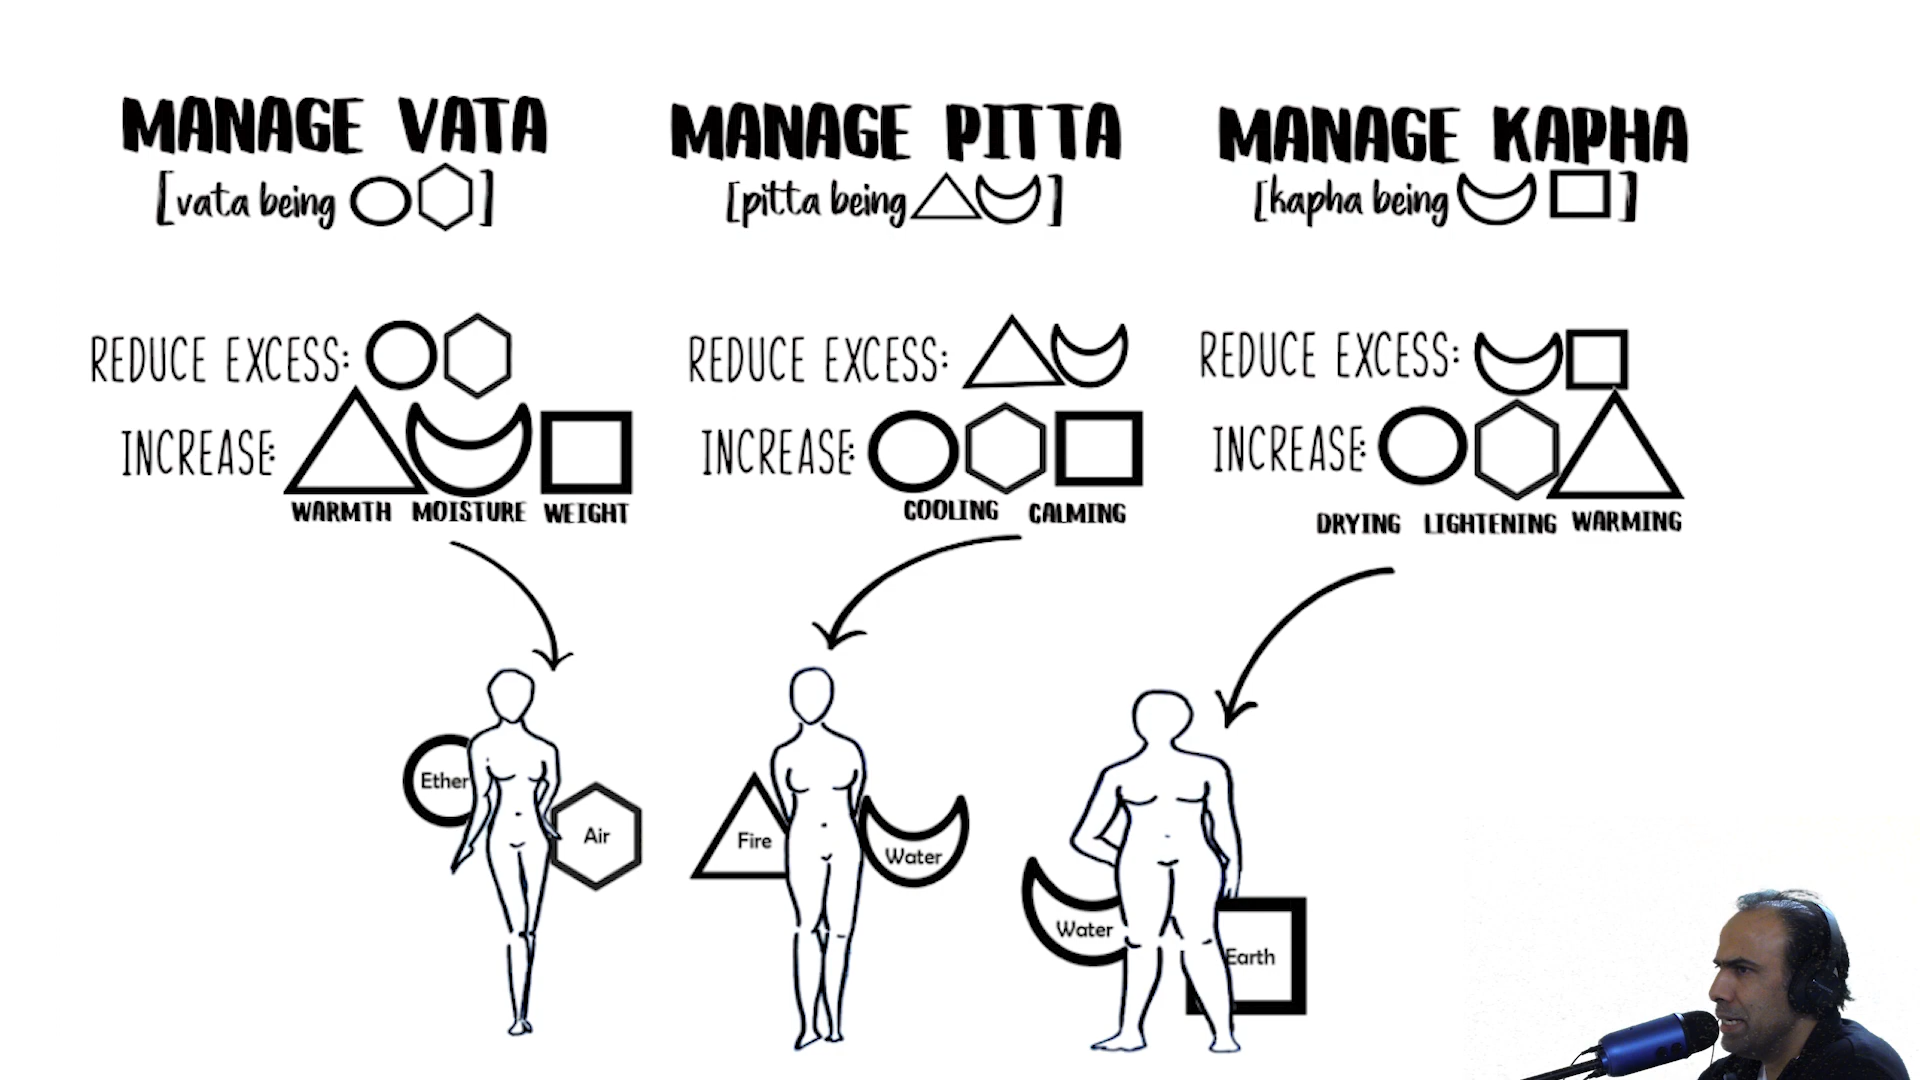 MANAGE VATA
[vata being ]
REDUCE EXCESS:
INCREASE:
WARMTH MOISTURE WEIGHT
MANAGE PITTA
[pitta being ]
REDUCE EXCESS:
INCREASE:
COOLING CALMING
MANAGE KAPHA
[kapha being ]
REDUCE EXCESS:
INCREASE:
DRYING LIGHTENING WARMING
Ether
Air
Fire
Water
Water
Earth